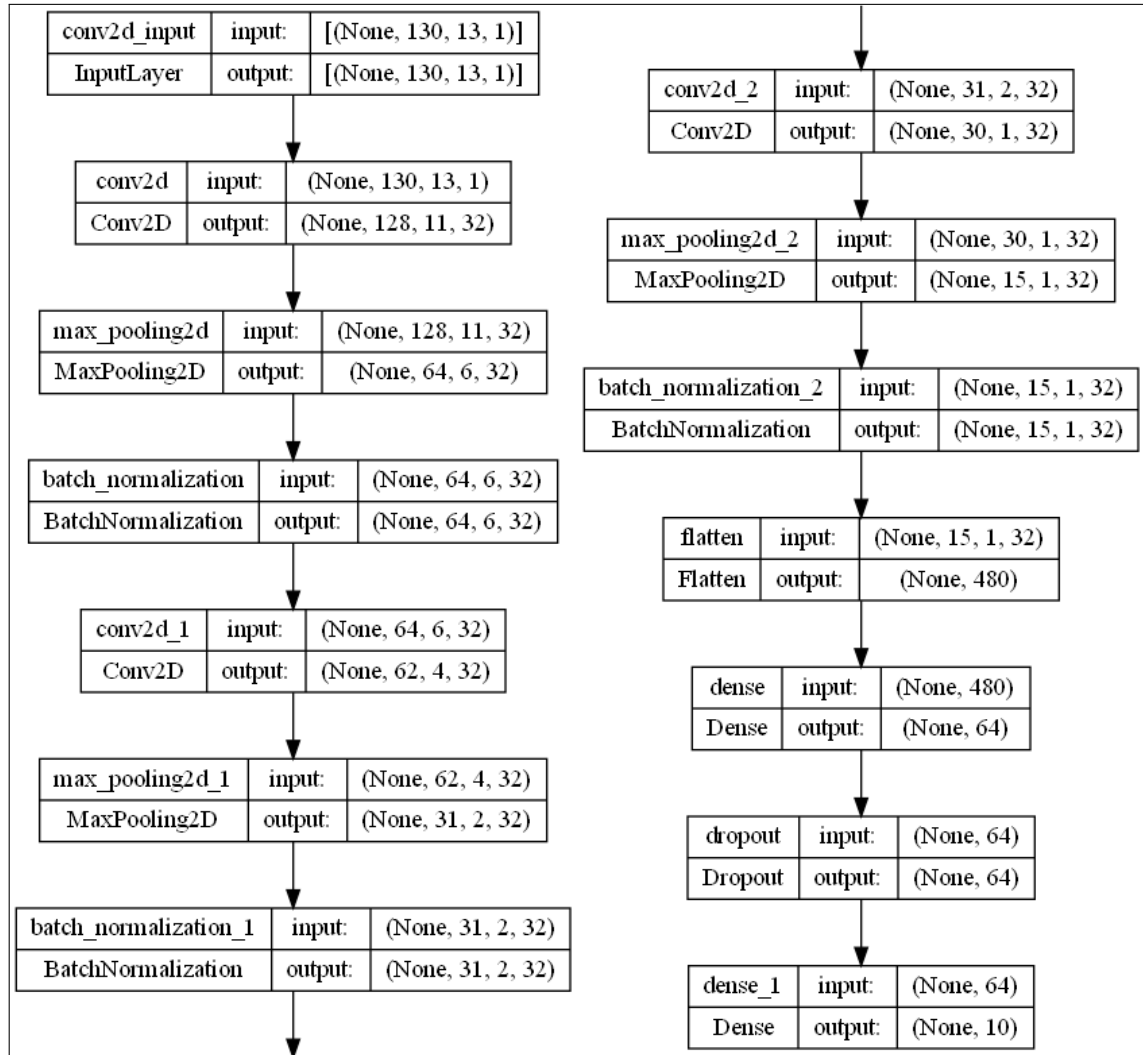 conv2d_input input: [(None, 130, 13, 1)]
InputLayer output: [(None, 130, 13, 1)]
conv2d input: (None, 130, 13, 1)
Conv2D output: (None, 128, 11, 32)
max_pooling2d input: (None, 128, 11, 32)
MaxPooling2D output: (None, 64, 6, 32)
batch_normalization input: (None, 64, 6, 32)
BatchNormalization output: (None, 64, 6, 32)
conv2d_1 input: (None, 64, 6, 32)
Conv2D output: (None, 62, 4, 32)
max_pooling2d_1 input: (None, 62, 4, 32)
MaxPooling2D output: (None, 31, 2, 32)
batch_normalization_1 input: (None, 31, 2, 32)
BatchNormalization output: (None, 31, 2, 32)
conv2d_2 input: (None, 31, 2, 32)
Conv2D output: (None, 30, 1, 32)
max_pooling2d_2 input: (None, 30, 1, 32)
MaxPooling2D output: (None, 15, 1, 32)
batch_normalization_2 input: (None, 15, 1, 32)
BatchNormalization output: (None, 15, 1, 32)
flatten input: (None, 15, 1, 32)
Flatten output: (None, 480)
dense input: (None, 480)
Dense output: (None, 64)
dropout input: (None, 64)
Dropout output: (None, 64)
dense_1 input: (None, 64)
Dense output: (None, 10)